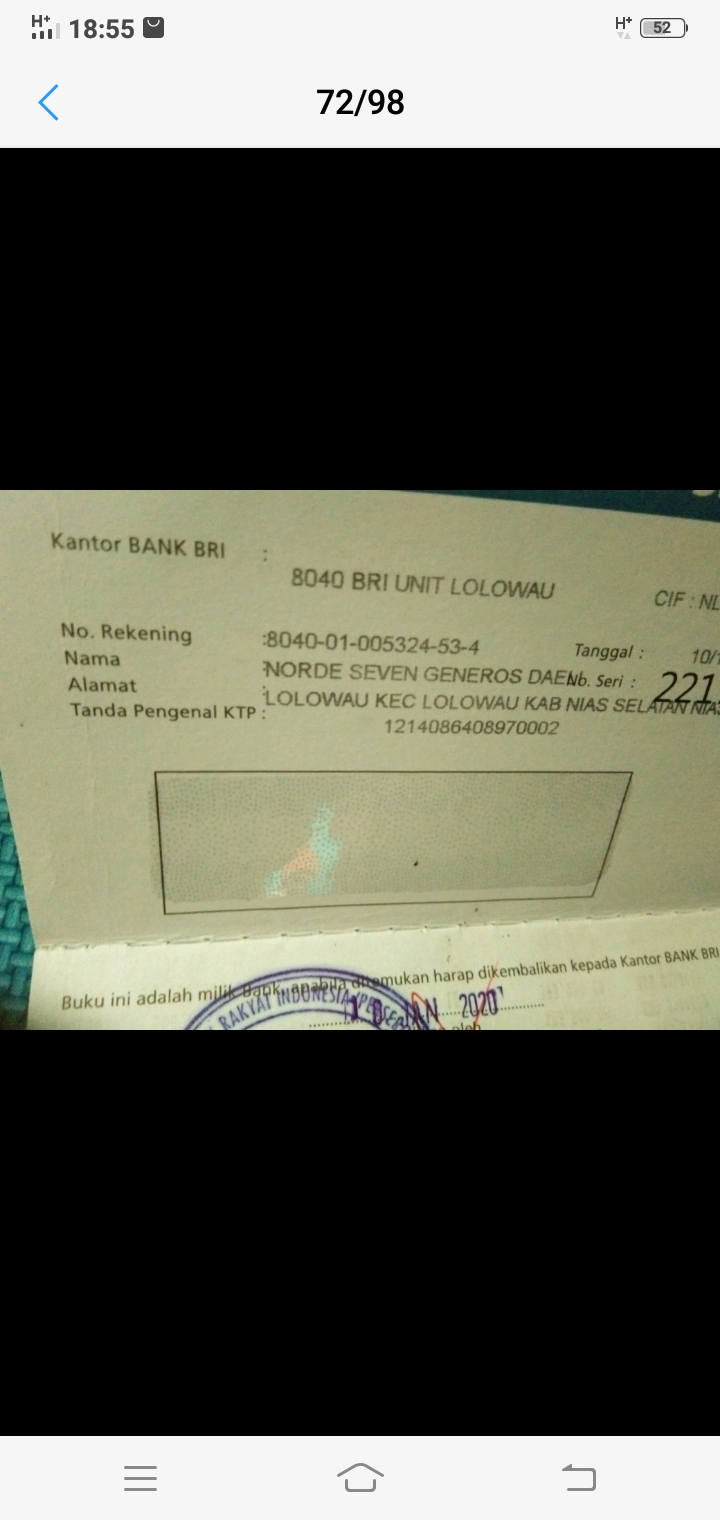 H+ 18:55 H+ 52
72/98
Kantor BANK BRI :
8040 BRI UNIT LOLOWAU
CIF : NL
No. Rekening :8040-01-005324-53-4 Tanggal : 10/1
Nama :NORDE SEVEN GENEROS DAELI No. Seri : 221
Alamat :LOLOWAU KEC LOLOWAU KAB NIAS SELATAN NIAS
Tanda Pengenal KTP : 1214086408970002
Buku ini adalah milik Bank, apabila ditemukan harap dikembalikan kepada Kantor BANK BRI
RAKYAT INDONESIA (PERSERO)
10 JAN 2020
oleh